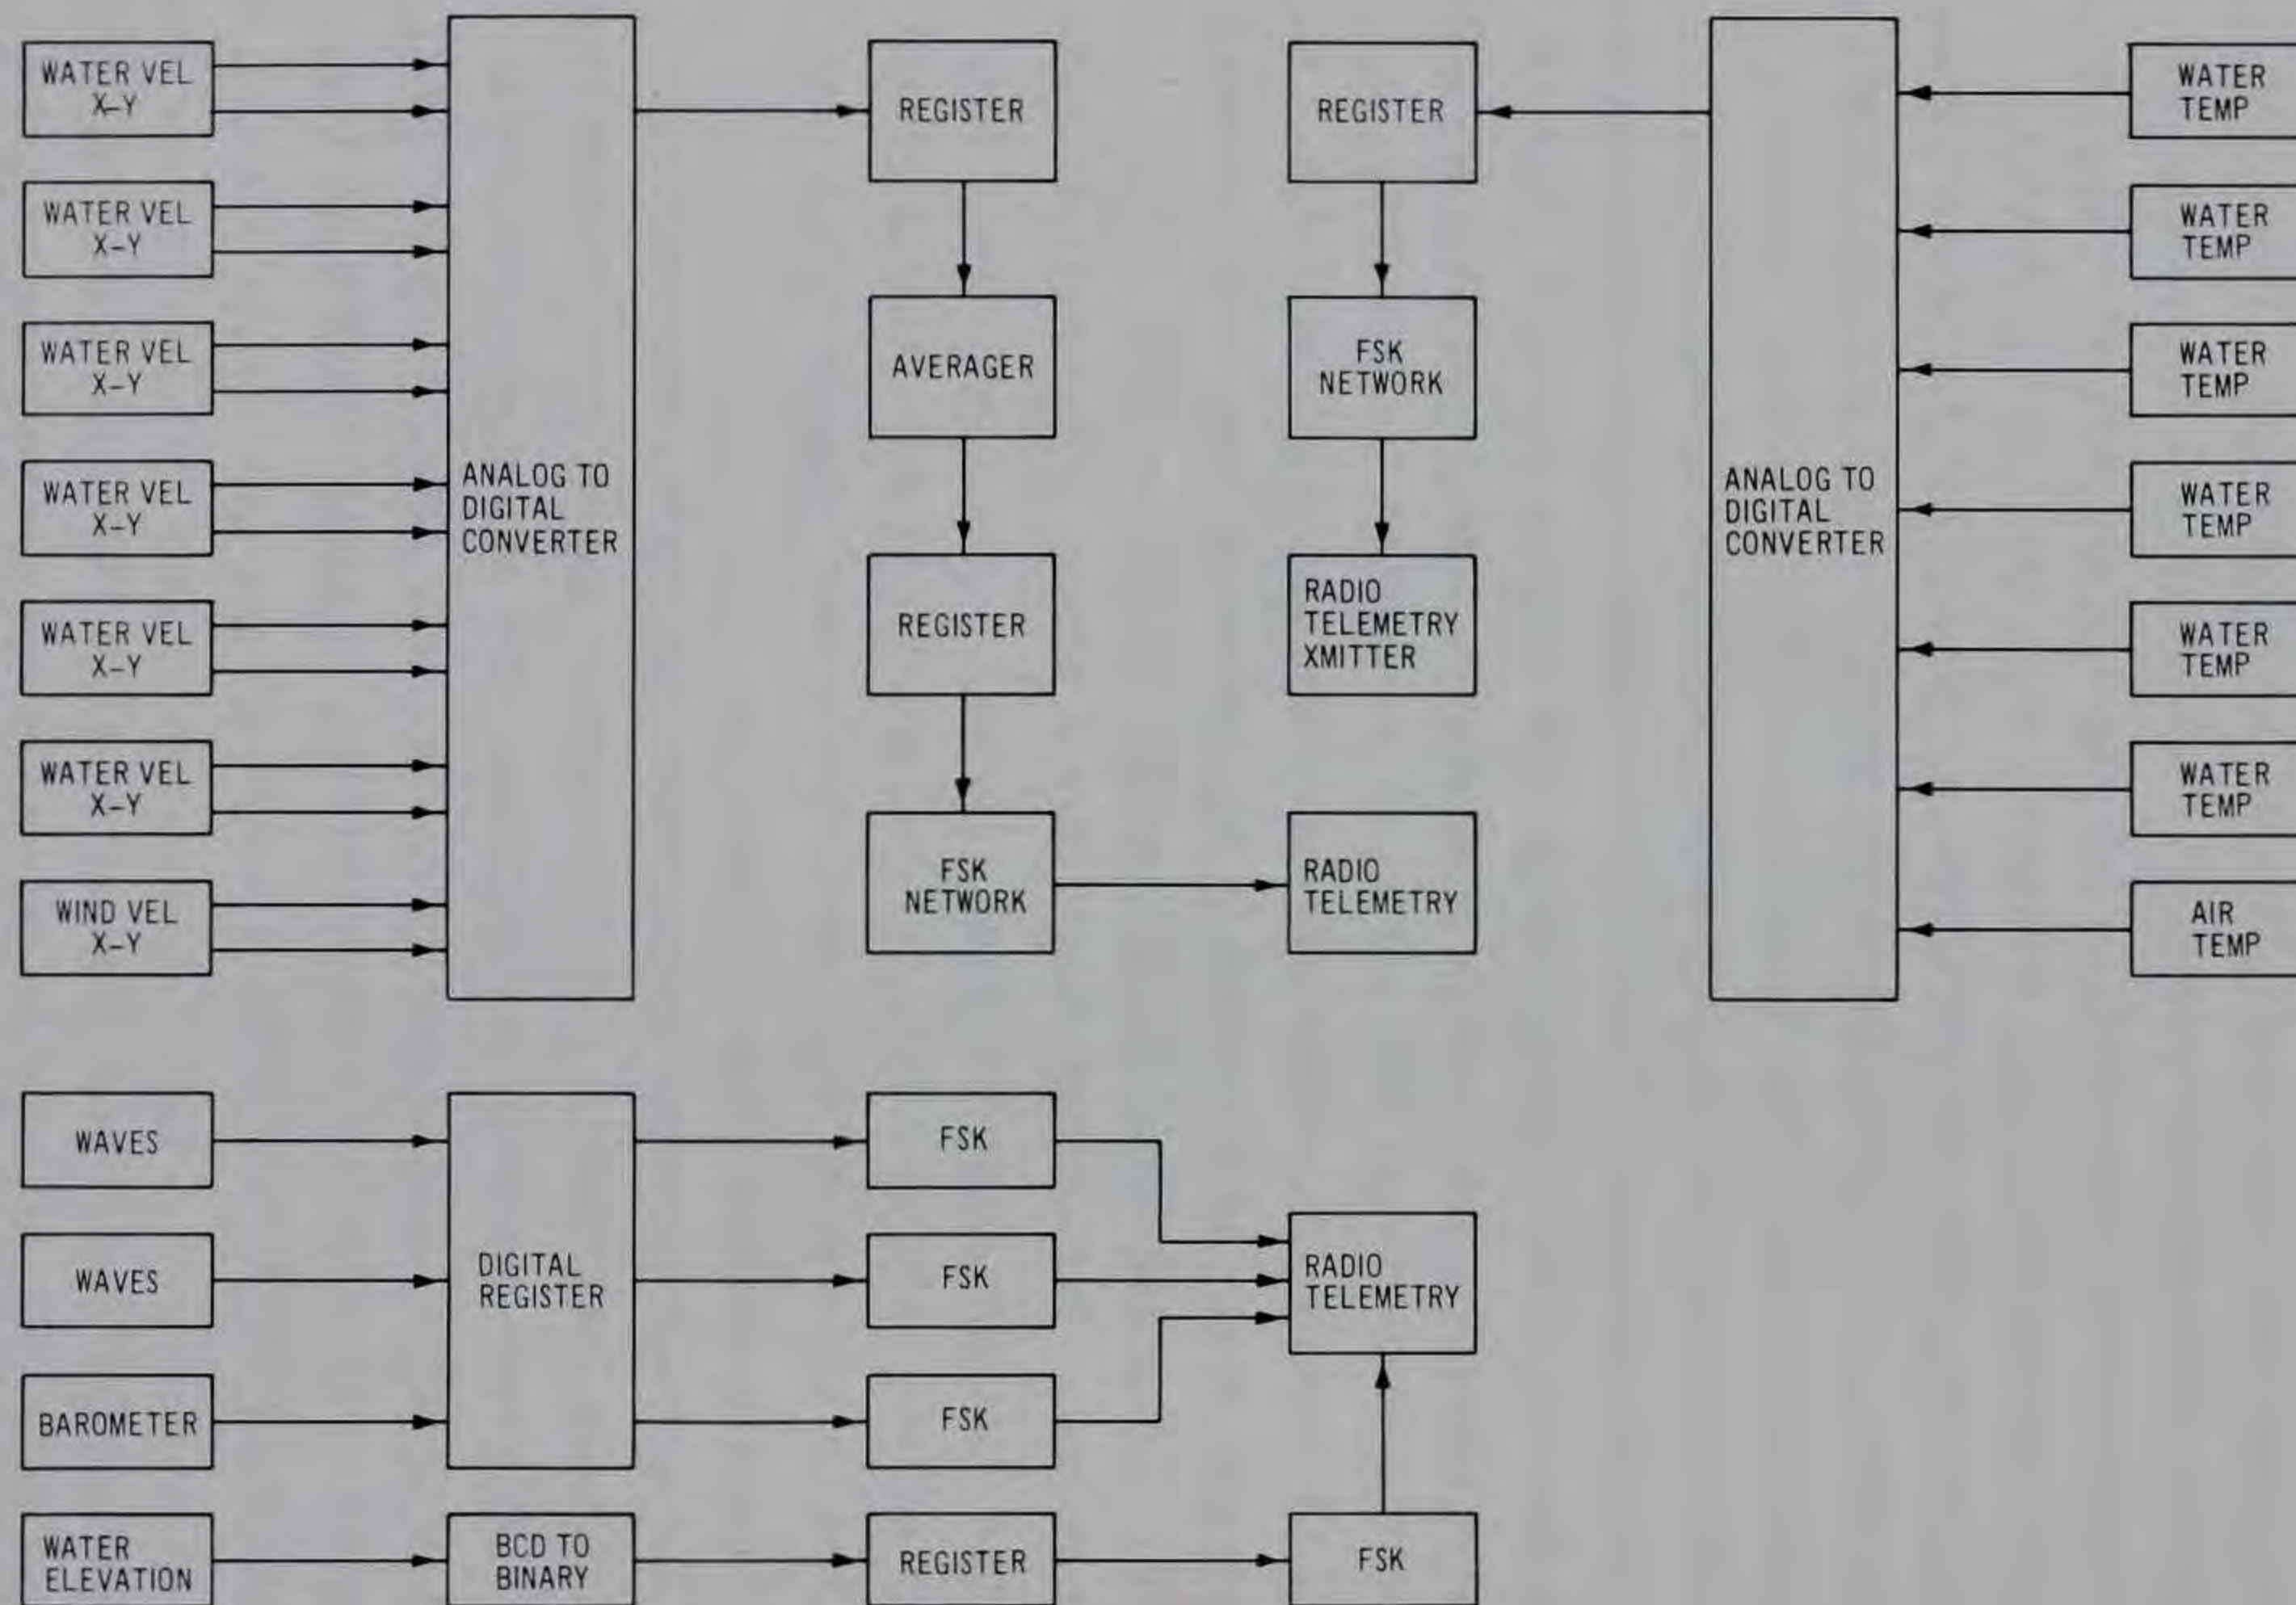 WATER VEL
X-Y
WATER VEL
X-Y
WATER VEL
X-Y
WATER VEL
X-Y
WATER VEL
X-Y
WATER VEL
X-Y
WIND VEL
X-Y
ANALOG TO
DIGITAL
CONVERTER
REGISTER
AVERAGER
REGISTER
FSK
NETWORK
REGISTER
FSK
NETWORK
RADIO
TELEMETRY
XMITTER
RADIO
TELEMETRY
ANALOG TO
DIGITAL
CONVERTER
WATER
TEMP
WATER
TEMP
WATER
TEMP
WATER
TEMP
WATER
TEMP
WATER
TEMP
AIR
TEMP
WAVES
WAVES
BAROMETER
DIGITAL
REGISTER
FSK
FSK
FSK
RADIO
TELEMETRY
WATER
ELEVATION
BCD TO
BINARY
REGISTER
FSK